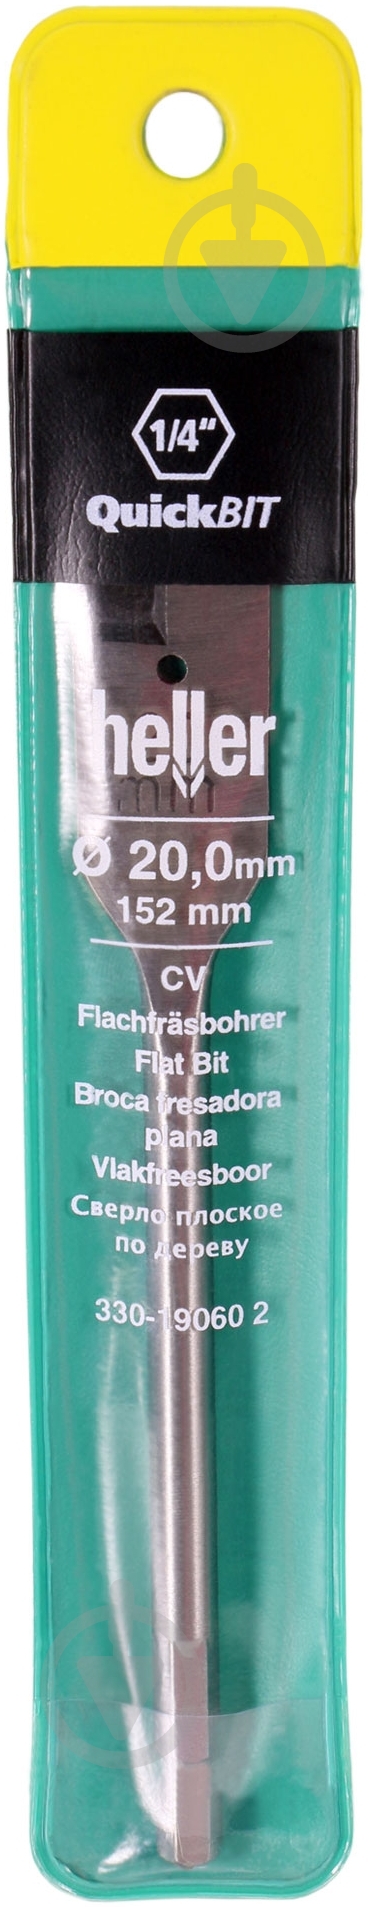 1/4“
QuickBIT
heller
mm
Ø 20,0mm
152 mm
CV
Flachfräsbohrer
Flat Bit
Broca fresadora
plana
Vlakfreesboor
Сверло плоское
по дереву
330-19060 2